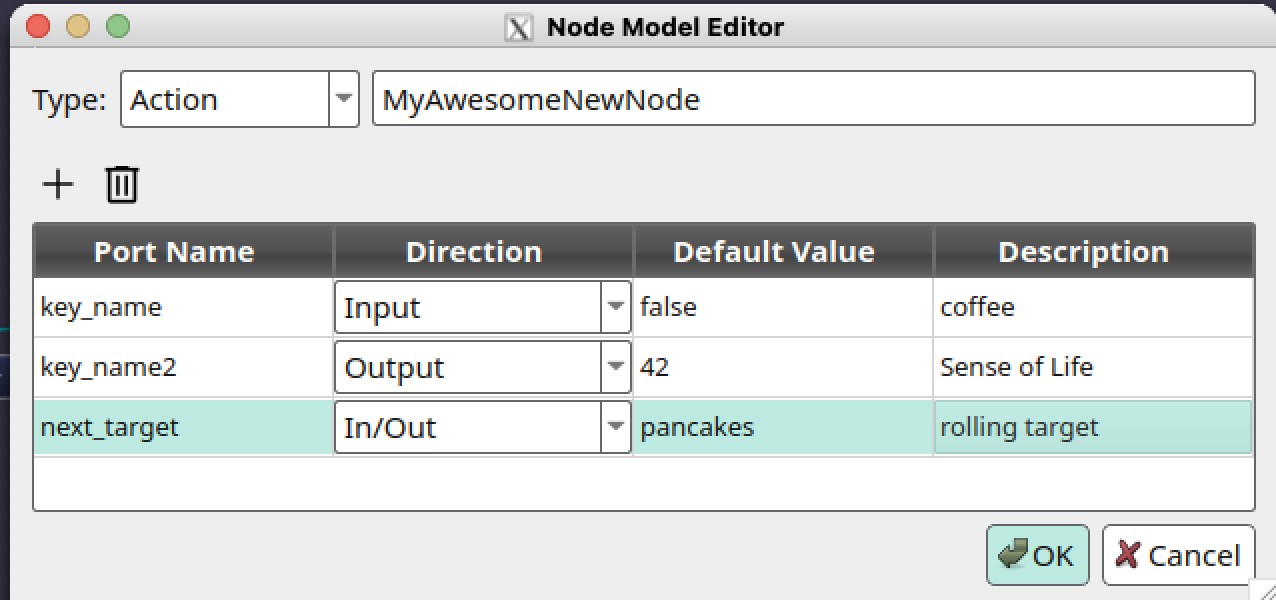 Node Model Editor
Type: Action MyAwesomeNewNode
Port Name Direction Default Value Description
key_name Input false coffee
key_name2 Output 42 Sense of Life
next_target In/Out pancakes rolling target
OK Cancel